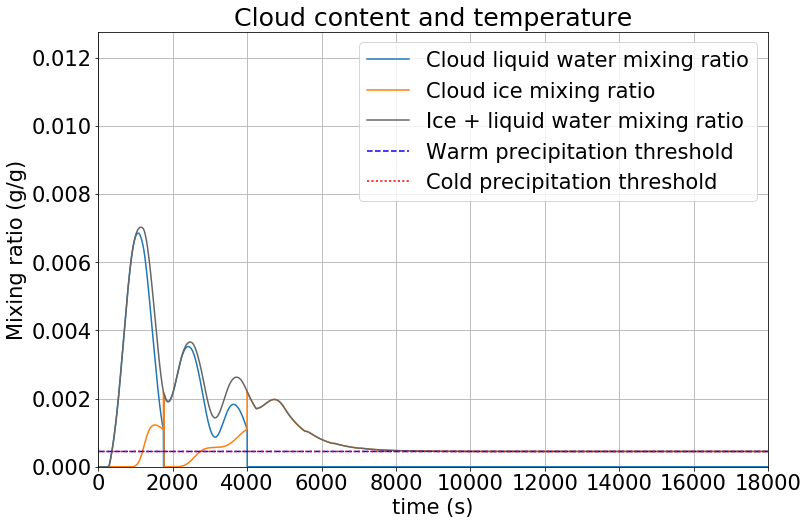 Cloud content and temperature
Mixing ratio (g/g)
0.012
0.010
0.008
0.006
0.004
0.002
0.000
Cloud liquid water mixing ratio
Cloud ice mixing ratio
Ice + liquid water mixing ratio
Warm precipitation threshold
Cold precipitation threshold
0 2000 4000 6000 8000 10000 12000 14000 16000 18000
time (s)